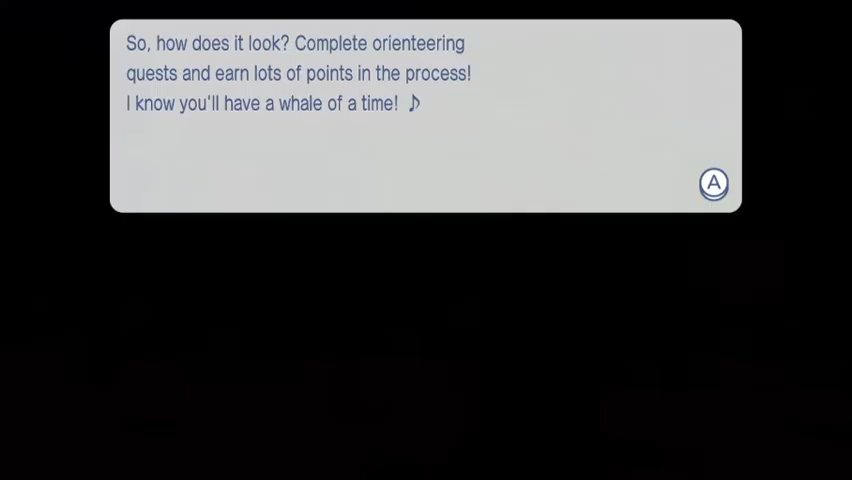 So, how does it look? Complete orienteering
quests and earn lots of points in the process!
I know you'll have a whale of a time! ♪
A